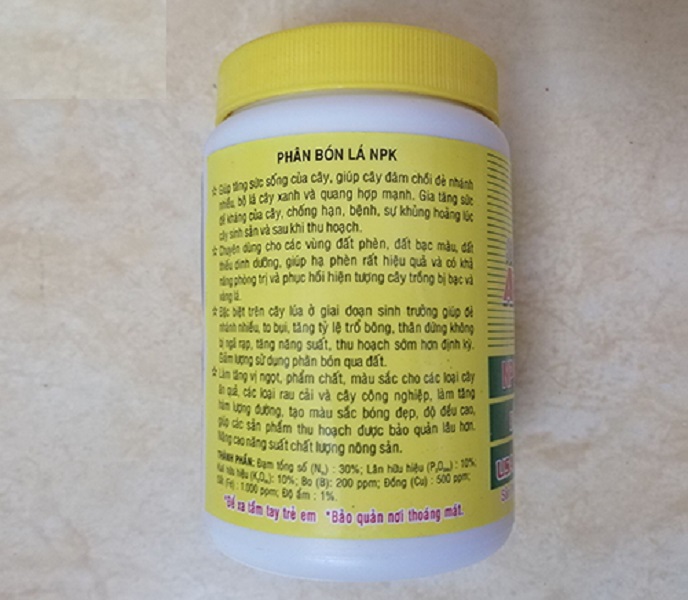 PHÂN BÓN LÁ NPK
☆ Giúp tăng sức sống của cây, giúp cây đâm chồi đẻ nhánh
nhiều, bộ lá cây xanh và quang hợp mạnh. Gia tăng sức
đề kháng của cây, chống hạn, bệnh, sự khủng hoảng lúc
cây sinh sản và sau khi thu hoạch.
☆ Chuyên dùng cho các vùng đất phèn, đất bạc màu, đất
thiếu dinh dưỡng, giúp hạ phèn rất hiệu quả và có khả
năng phòng trị và phục hồi hiện tượng cây trồng bị bạc và
vàng lá.
☆ Đặc biệt trên cây lúa ở giai đoạn sinh trưởng giúp đẻ
nhánh nhiều, to bụi, tăng tỷ lệ trổ bông, thân đứng không
bị ngã rạp, tăng năng suất, thu hoạch sớm hơn định kỳ.
Giảm lượng sử dụng phân bón qua đất.
☆ Làm tăng vị ngọt, phẩm chất, màu sắc cho các loại cây
ăn quả, các loại rau cải và cây công nghiệp, làm tăng
hàm lượng đường, tạo màu sắc bóng đẹp, độ đều cao,
giúp các sản phẩm thu hoạch được bảo quản lâu hơn.
Nâng cao năng suất chất lượng nông sản.
THÀNH PHẦN: Đạm tổng số (N) : 30%; Lân hữu hiệu : 10%;
Kali hữu hiệu : 10%; Bo (B): 200 ppm; Đồng (Cu) : 500 ppm;
Sắt (Fe) : 1.000 ppm; Độ ẩm : 1%.
*Để xa tầm tay trẻ em *Bảo quản nơi thoáng mát.